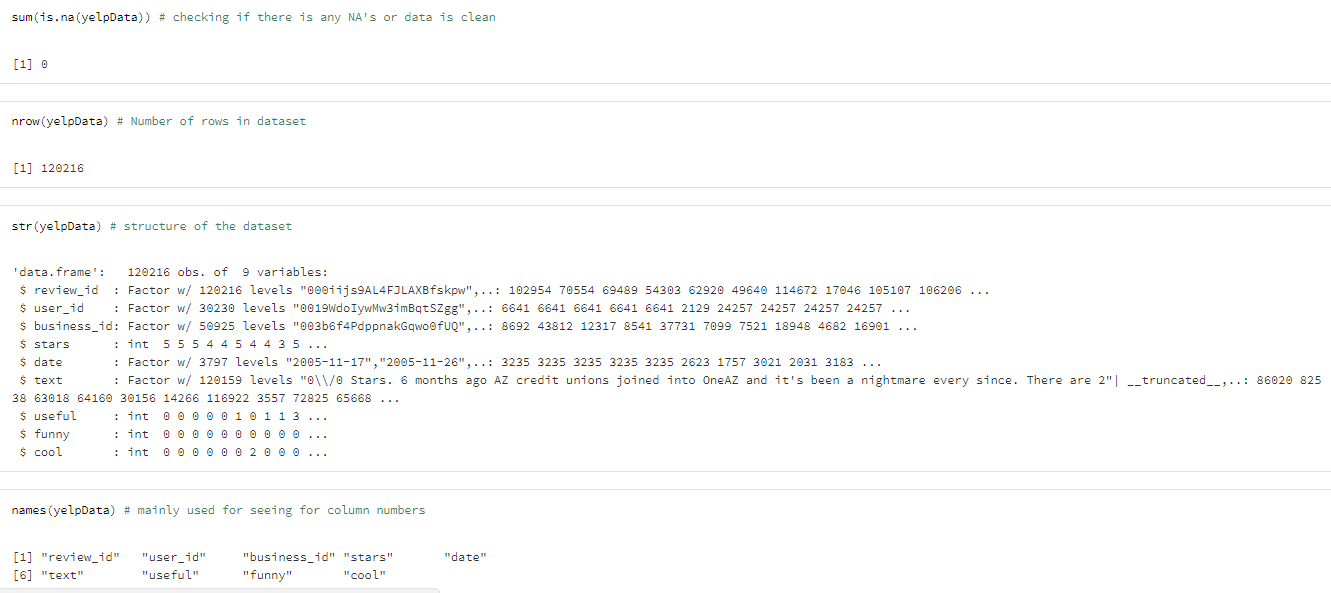 sum(is.na(yelpData)) # checking if there is any NA's or data is clean
[1] 0
nrow(yelpData) # Number of rows in dataset
[1] 120216
str(yelpData) # structure of the dataset
'data.frame':   120216 obs. of  9 variables:
 $ review_id  : Factor w/ 120216 levels "000iijs9AL4FJLAXBfskpw",..: 102954 70554 69489 54303 62920 49640 114672 17046 105107 106206 ...
 $ user_id    : Factor w/ 30230 levels "0019WdoIywMw3imBqtSZgg",..: 6641 6641 6641 6641 6641 2129 24257 24257 24257 24257 ...
 $ business_id: Factor w/ 50925 levels "003b6f4PdppnakGqwo0fUQ",..: 8692 43812 12317 8541 37731 7099 7521 18948 4682 16901 ...
 $ stars      : int  5 5 5 4 4 5 4 4 3 5 ...
 $ date       : Factor w/ 3797 levels "2005-11-17","2005-11-26",..: 3235 3235 3235 3235 3235 2623 1757 3021 2031 3183 ...
 $ text       : Factor w/ 120159 levels "0\\/0 Stars. 6 months ago AZ credit unions joined into OneAZ and it's been a nightmare every since. There are 2"| __truncated__,..: 86020 825
38 63018 64160 30156 14266 116922 3557 72825 65668 ...
 $ useful     : int  0 0 0 0 0 1 0 1 1 3 ...
 $ funny      : int  0 0 0 0 0 0 0 0 0 0 ...
 $ cool       : int  0 0 0 0 0 0 2 0 0 0 ...
names(yelpData) # mainly used for seeing for column numbers
[1] "review_id"   "user_id"     "business_id" "stars"       "date"
[6] "text"        "useful"      "funny"       "cool"